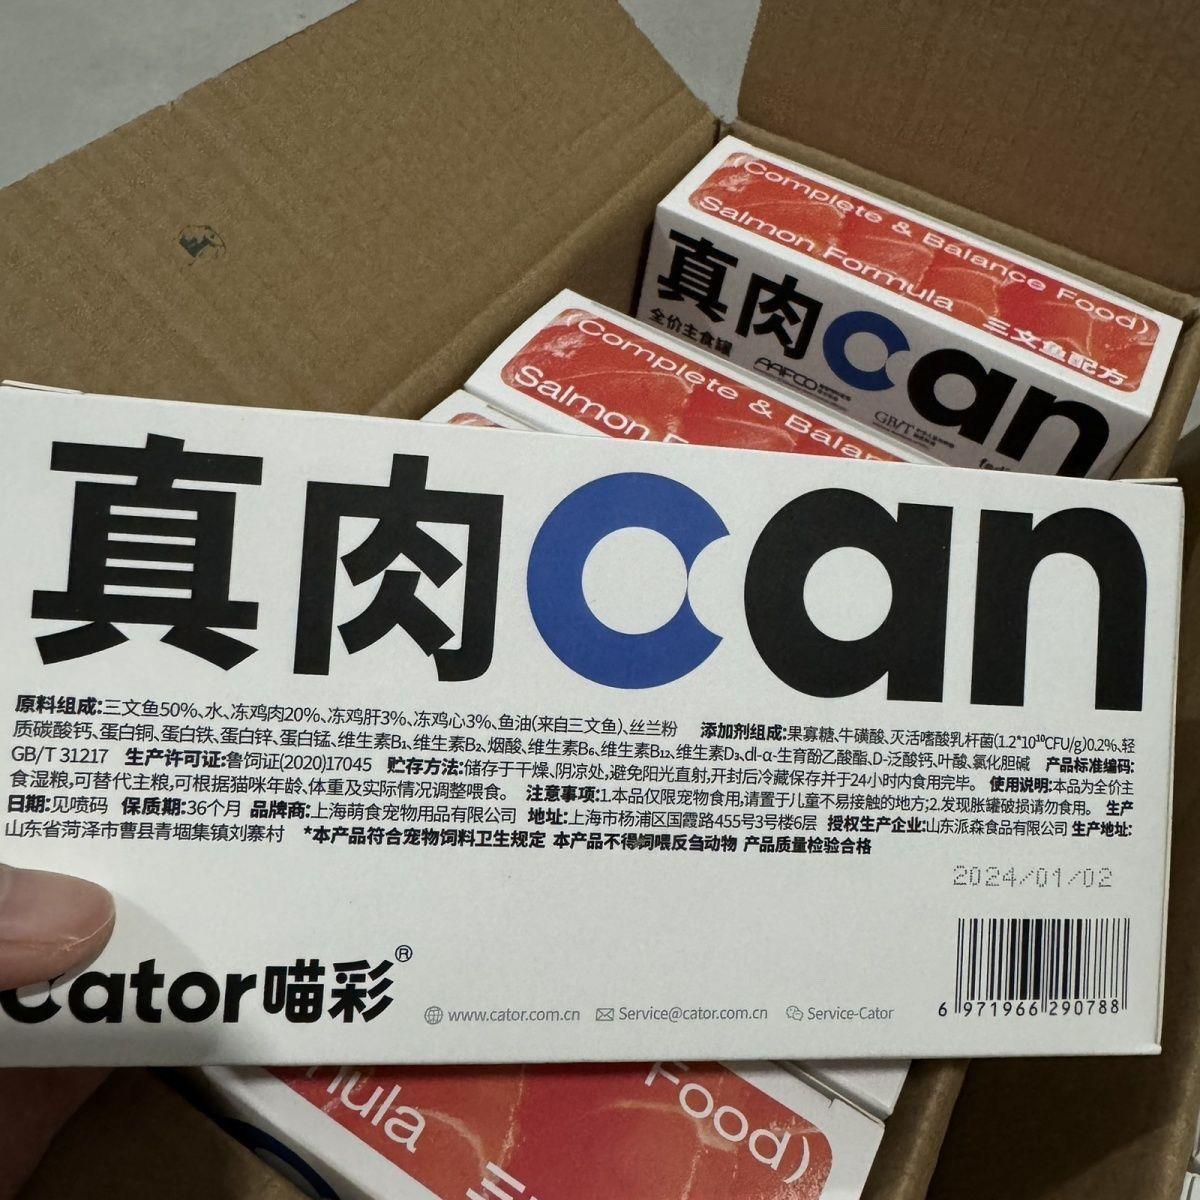 (Complete & Balance Food)
Salmon Formula 三文鱼配方
真肉Can
全价主食罐
AAFCO
GB/T
(Complete & Balan
Salmon F
真肉Can
原料组成:三文鱼50%、水、冻鸡肉20%、冻鸡肝3%、冻鸡心3%、鱼油(来自三文鱼)、丝兰粉 添加剂组成:果寡糖、牛磺酸、灭活嗜酸乳杆菌(1.2*10¹⁰CFU/g)0.2%、轻
质碳酸钙、蛋白铜、蛋白铁、蛋白锌、蛋白锰、维生素B₁、维生素B₂、烟酸、维生素B₆、维生素B₁₂、维生素D₃、dl-α-生育酚乙酸酯、D-泛酸钙、叶酸、氯化胆碱 产品标准编码:
GB/T 31217 生产许可证:鲁饲证(2020)17045 贮存方法:储存于干燥、阴凉处,避免阳光直射,开封后冷藏保存并于24小时内食用完毕。 使用说明:本品为全价主
食湿粮,可替代主粮,可根据猫咪年龄、体重及实际情况调整喂食。 注意事项:1.本品仅限宠物食用,请置于儿童不易接触的地方;2.发现胀罐破损请勿食用。 生产
日期:见喷码 保质期:36个月 品牌商:上海萌食宠物用品有限公司 地址:上海市杨浦区国霞路455号3号楼6层 授权生产企业:山东派森食品有限公司 生产地址:
山东省菏泽市曹县青堌集镇刘寨村 *本产品符合宠物饲料卫生规定 本产品不得饲喂反刍动物 产品质量检验合格
2024/01/02
Cator喵彩®
www.cator.com.cn Service@cator.com.cn Service-Cator
6 971966 290788
nula
Food)